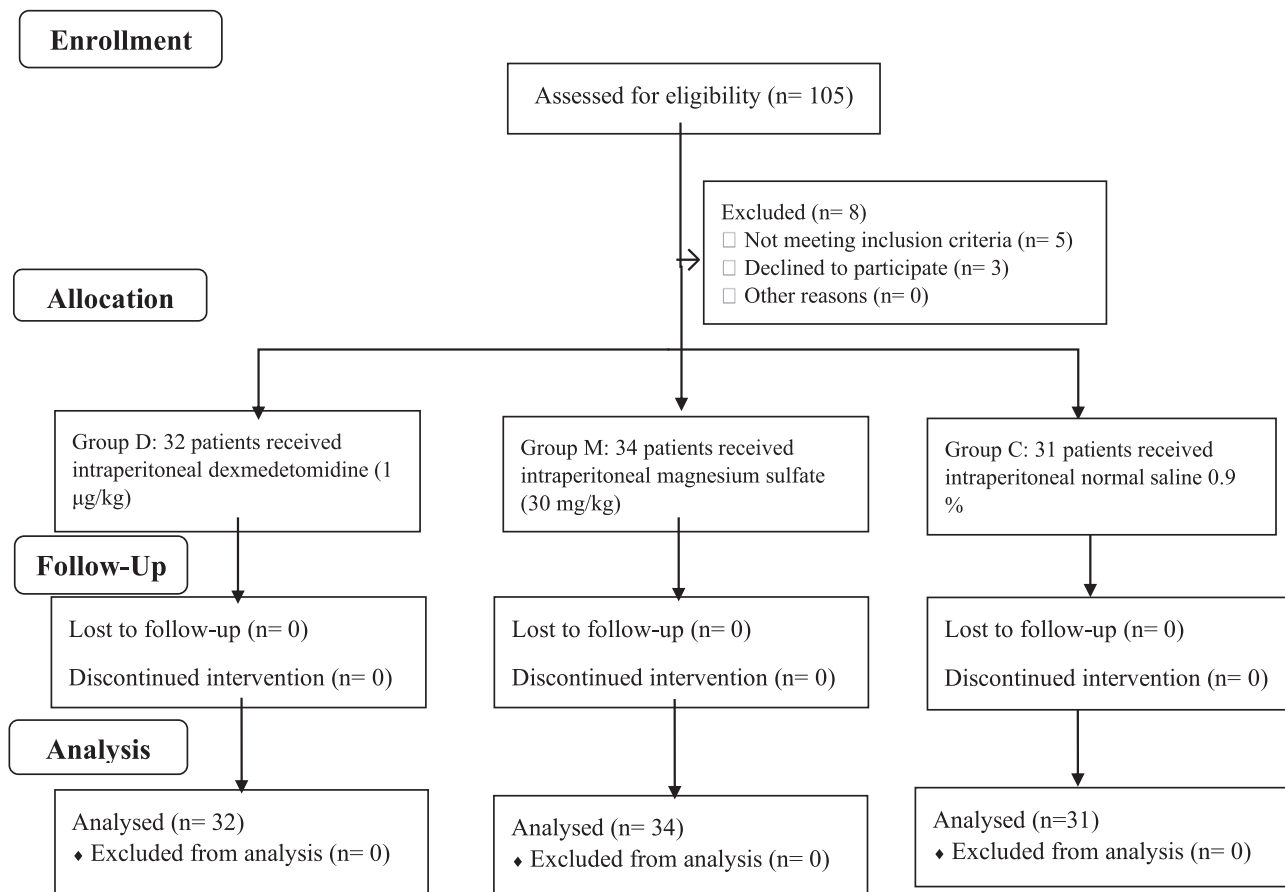 Enrollment
Assessed for eligibility (n= 105)
Excluded (n= 8)
□ Not meeting inclusion criteria (n= 5)
□ Declined to participate (n= 3)
□ Other reasons (n= 0)
Allocation
Group D: 32 patients received
intraperitoneal dexmedetomidine (1
µg/kg)
Group M: 34 patients received
intraperitoneal magnesium sulfate
(30 mg/kg)
Group C: 31 patients received
intraperitoneal normal saline 0.9
%
Follow-Up
Lost to follow-up (n= 0)
Discontinued intervention (n= 0)
Lost to follow-up (n= 0)
Discontinued intervention (n= 0)
Lost to follow-up (n= 0)
Discontinued intervention (n= 0)
Analysis
Analysed (n= 32)
♦ Excluded from analysis (n= 0)
Analysed (n= 34)
♦ Excluded from analysis (n= 0)
Analysed (n=31)
♦ Excluded from analysis (n= 0)